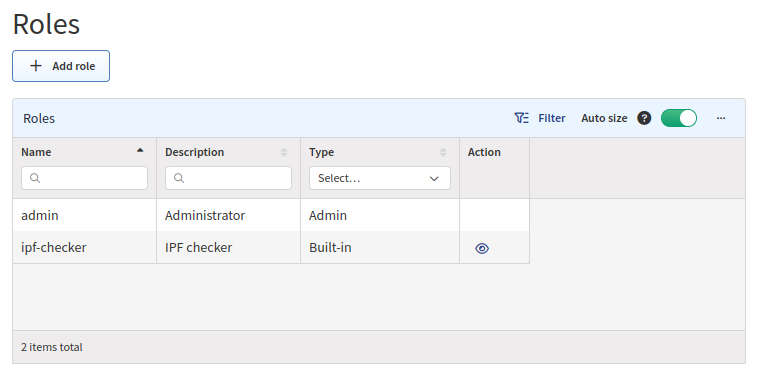 Roles
Add role
Roles Filter Auto size ? ...
Name Description Type Action
Select...
admin Administrator Admin
ipf-checker IPF checker Built-in
2 items total